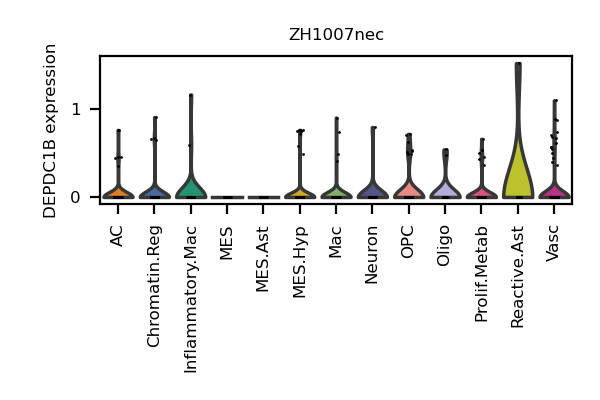 ZH1007nec
DEPDC1B expression
1
0
AC
Chromatin.Reg
Inflammatory.Mac
MES
MES.Ast
MES.Hyp
Mac
Neuron
OPC
Oligo
Prolif.Metab
Reactive.Ast
Vasc